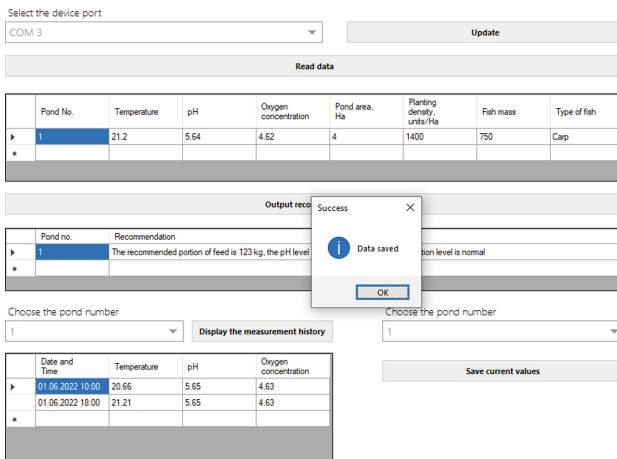 Select the device port
COM 3
Update
Read data
Pond No. Temperature pH Oxygen concentration Pond area, Ha Planting density, units/Ha Fish mass Type of fish
1 21.2 5.64 4.62 4 1400 750 Carp
Output reco
Success
Data saved
OK
Pond no. Recommendation
1 The recommended portion of feed is 123 kg, the pH level tion level is normal
Choose the pond number
1
Display the measurement history
Choose the pond number
1
Date and Time Temperature pH Oxygen concentration
01.06.2022 10:00 20.66 5.65 4.63
01.06.2022 18:00 21.21 5.65 4.63
Save current values